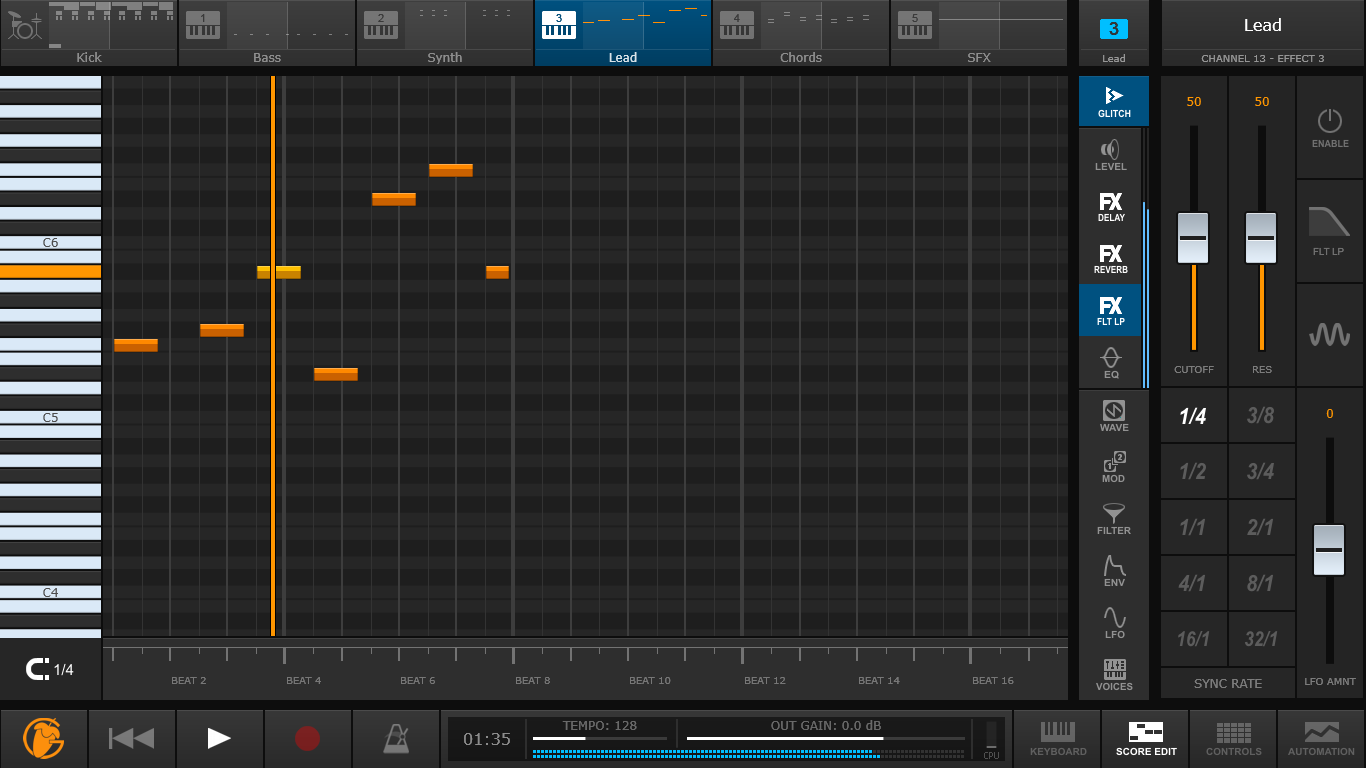 1
2
3
4
5
Kick
Bass
Synth
Lead
Chords
SFX
3
Lead
Lead
CHANNEL 13 - EFFECT 3
GLITCH
LEVEL
FX
DELAY
FX
REVERB
FX
FLT LP
EQ
WAVE
1
2
MOD
FILTER
ENV
LFO
VOICES
50
50
CUTOFF
RES
ENABLE
FLT LP
1/4
3/8
1/2
3/4
1/1
2/1
4/1
8/1
16/1
32/1
SYNC RATE
0
LFO AMNT
C6
C5
C4
1/4
BEAT 2
BEAT 4
BEAT 6
BEAT 8
BEAT 10
BEAT 12
BEAT 14
BEAT 16
01:35
TEMPO: 128
OUT GAIN: 0.0 dB
CPU
KEYBOARD
SCORE EDIT
CONTROLS
AUTOMATION